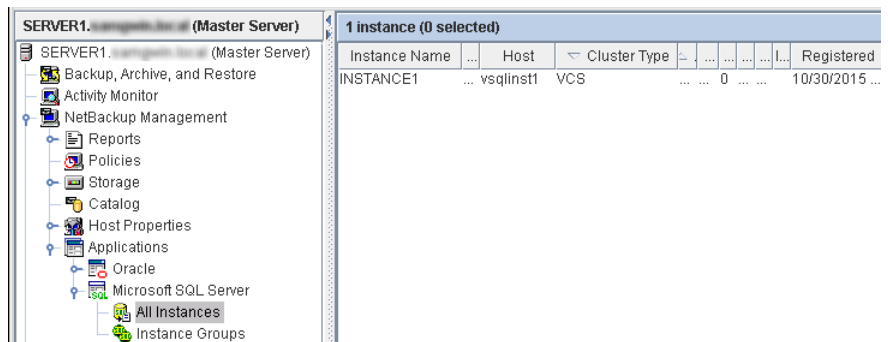 SERVER1. (Master Server)
1 instance (0 selected)
SERVER1. (Master Server)
Backup, Archive, and Restore
Activity Monitor
NetBackup Management
Reports
Policies
Storage
Catalog
Host Properties
Applications
Oracle
Microsoft SQL Server
All Instances
Instance Groups
Instance Name ... Host Cluster Type . ... ... ... ... I... Registered
INSTANCE1 ... vsqlinst1 VCS ... ... 0 ... ... 10/30/2015 ...